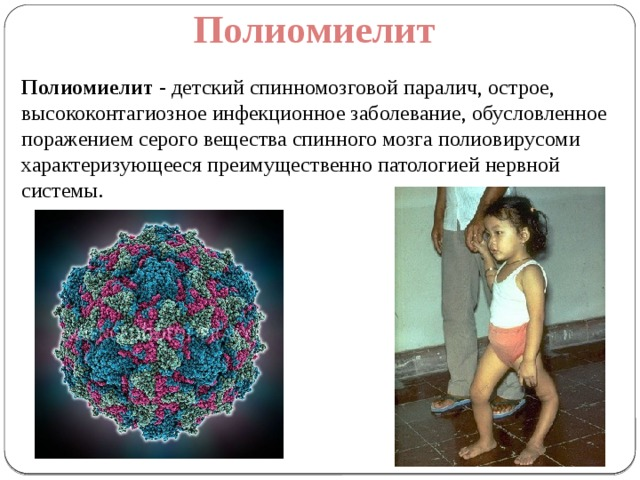 Полиомиелит
Полиомиелит - детский спинномозговой паралич, острое,
высококонтагиозное инфекционное заболевание, обусловленное
поражением серого вещества спинного мозга полиовирусоми
характеризующееся преимущественно патологией нервной
системы.